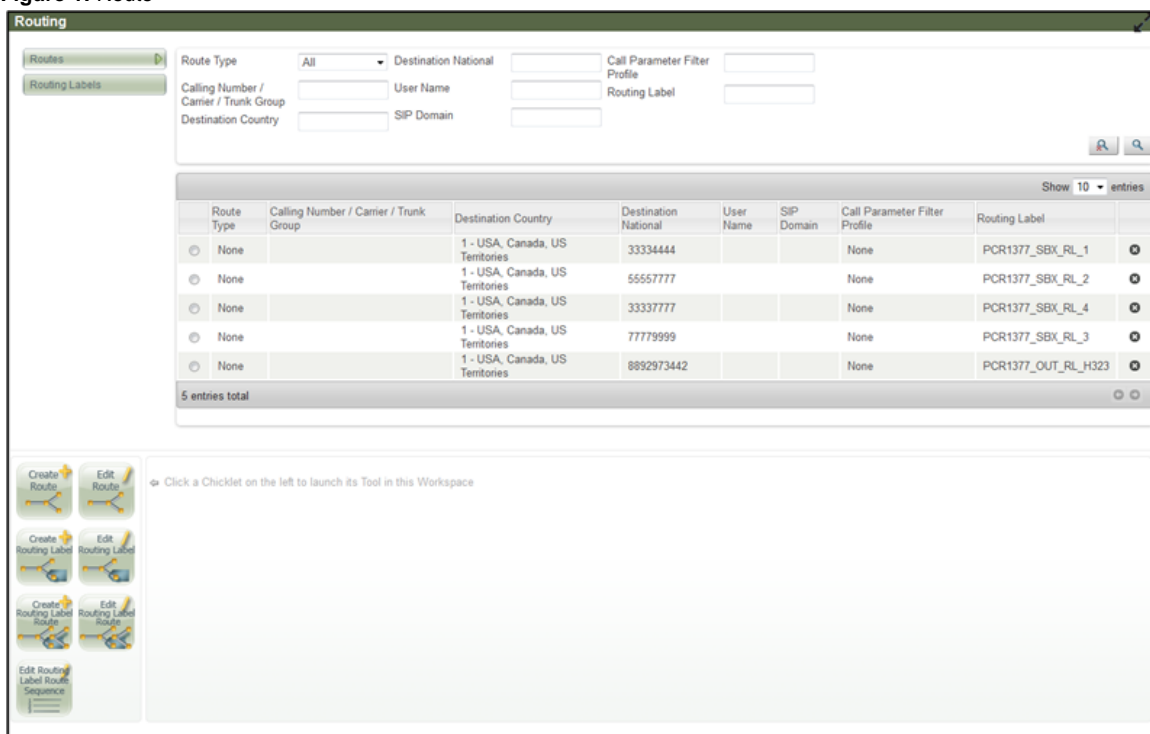 Routing
Routes
Routing Labels
Route Type
All
Destination National
Call Parameter Filter
Profile
Calling Number /
Carrier / Trunk Group
User Name
Routing Label
Destination Country
SIP Domain
Show 10 entries
Route
Type
Calling Number / Carrier / Trunk
Group
Destination Country
Destination
National
User
Name
SIP
Domain
Call Parameter Filter
Profile
Routing Label
None
1 - USA, Canada, US
Territories
33334444
None
PCR1377_SBX_RL_1
None
1 - USA, Canada, US
Territories
55557777
None
PCR1377_SBX_RL_2
None
1 - USA, Canada, US
Territories
33337777
None
PCR1377_SBX_RL_4
None
1 - USA, Canada, US
Territories
77779999
None
PCR1377_SBX_RL_3
None
1 - USA, Canada, US
Territories
8892973442
None
PCR1377_OUT_RL_H323
5 entries total
Create
Route
Edit
Route
Click a Chicklet on the left to launch its Tool in this Workspace
Create
Routing Label
Edit
Routing Label
Create
Routing Label
Route
Edit
Routing Label
Route
Edit Routing
Label Route
Sequence